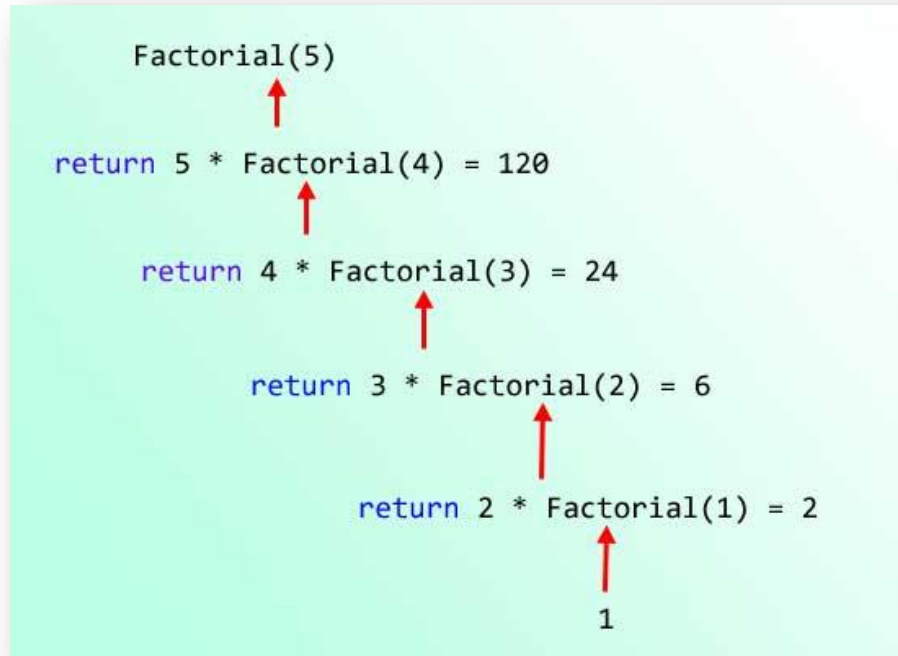 Factorial(5)
return 5 * Factorial(4) = 120
return 4 * Factorial(3) = 24
return 3 * Factorial(2) = 6
return 2 * Factorial(1) = 2
1